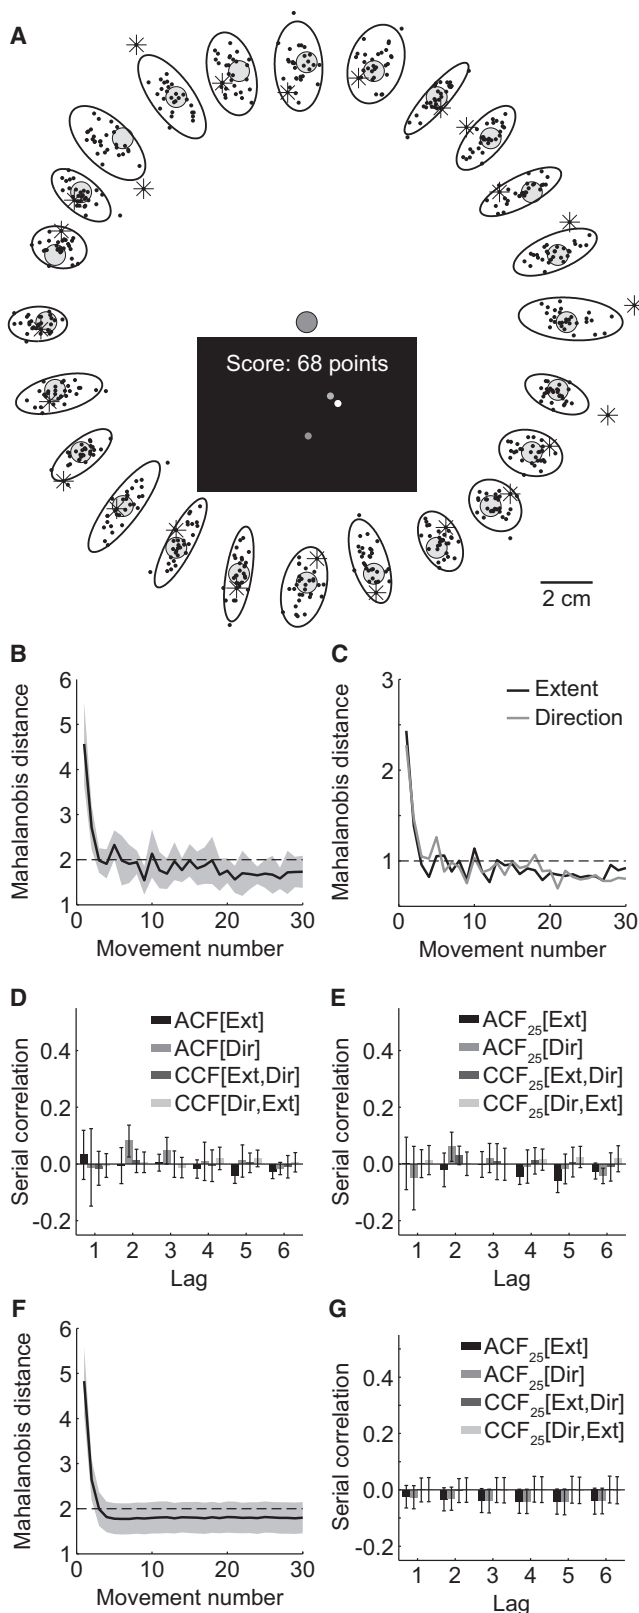 A
Score: 68 points
2 cm
B
Mahalanobis distance
6
5
4
3
2
1
0
10
20
30
Movement number
C
Mahalanobis distance
3
2
1
0
10
20
30
Extent
Direction
Movement number
D
Serial correlation
0.4
0.2
0.0
-0.2
ACF[Ext]
ACF[Dir]
CCF[Ext,Dir]
CCF[Dir,Ext]
1
2
3
4
5
6
Lag
E
Serial correlation
0.4
0.2
0.0
-0.2
ACF25[Ext]
ACF25[Dir]
CCF25[Ext,Dir]
CCF25[Dir,Ext]
1
2
3
4
5
6
Lag
F
Mahalanobis distance
6
5
4
3
2
1
0
10
20
30
Movement number
G
Serial correlation
0.4
0.2
0.0
-0.2
ACF25[Ext]
ACF25[Dir]
CCF25[Ext,Dir]
CCF25[Dir,Ext]
1
2
3
4
5
6
Lag